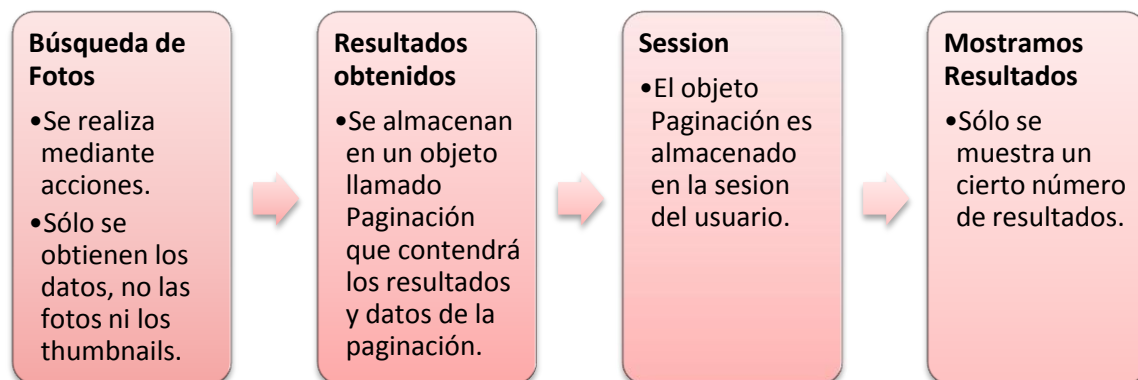 Búsqueda de
Fotos
•Se realiza
mediante
acciones.
•Sólo se
obtienen los
datos, no las
fotos ni los
thumbnails.
Resultados
obtenidos
•Se almacenan
en un objeto
llamado
Paginación
que contendrá
los resultados
y datos de la
paginación.
Session
•El objeto
Paginación es
almacenado
en la sesion
del usuario.
Mostramos
Resultados
•Sólo se
muestra un
cierto número
de resultados.